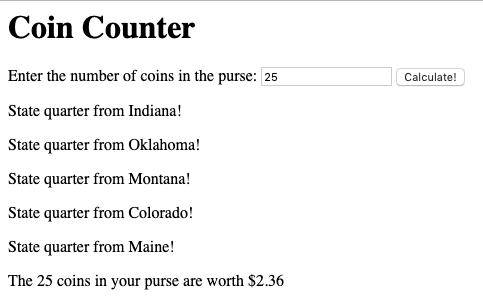 Coin Counter
Enter the number of coins in the purse: 25 Calculate!
State quarter from Indiana!
State quarter from Oklahoma!
State quarter from Montana!
State quarter from Colorado!
State quarter from Maine!
The 25 coins in your purse are worth $2.36